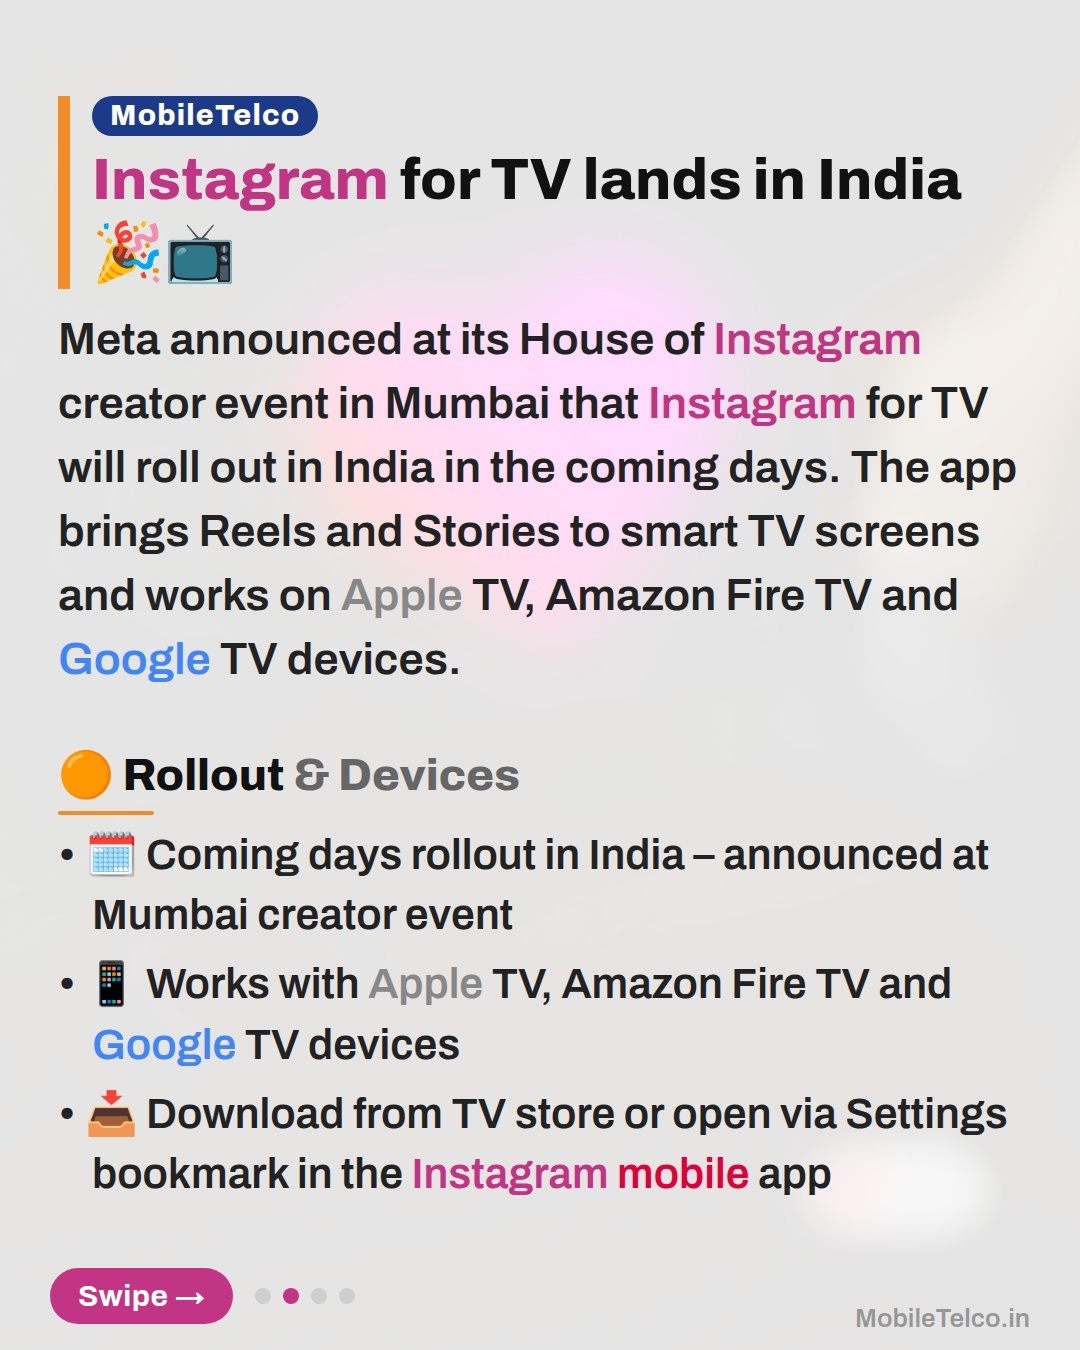 MobileTelco
Instagram for TV lands in India
🎉📺
Meta announced at its House of Instagram
creator event in Mumbai that Instagram for TV
will roll out in India in the coming days. The app
brings Reels and Stories to smart TV screens
and works on Apple TV, Amazon Fire TV and
Google TV devices.
🟠 Rollout & Devices
• 🗓️ Coming days rollout in India – announced at
Mumbai creator event
• 📱 Works with Apple TV, Amazon Fire TV and
Google TV devices
• 📥 Download from TV store or open via Settings
bookmark in the Instagram mobile app
Swipe →
MobileTelco.in